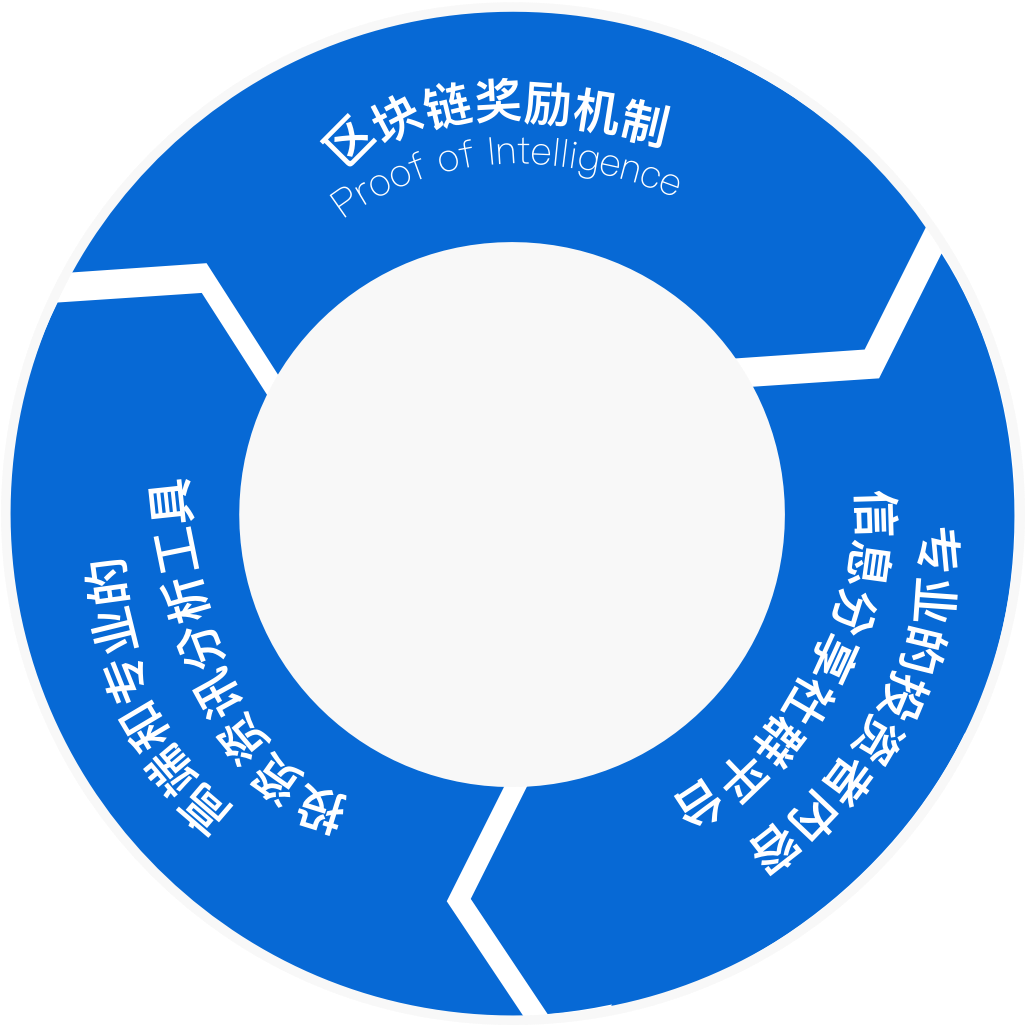 区块链奖励机制
Proof of Intelligence
专业的投资者内容
信息分享社群平台
高端和专业的
投资资讯分析工具